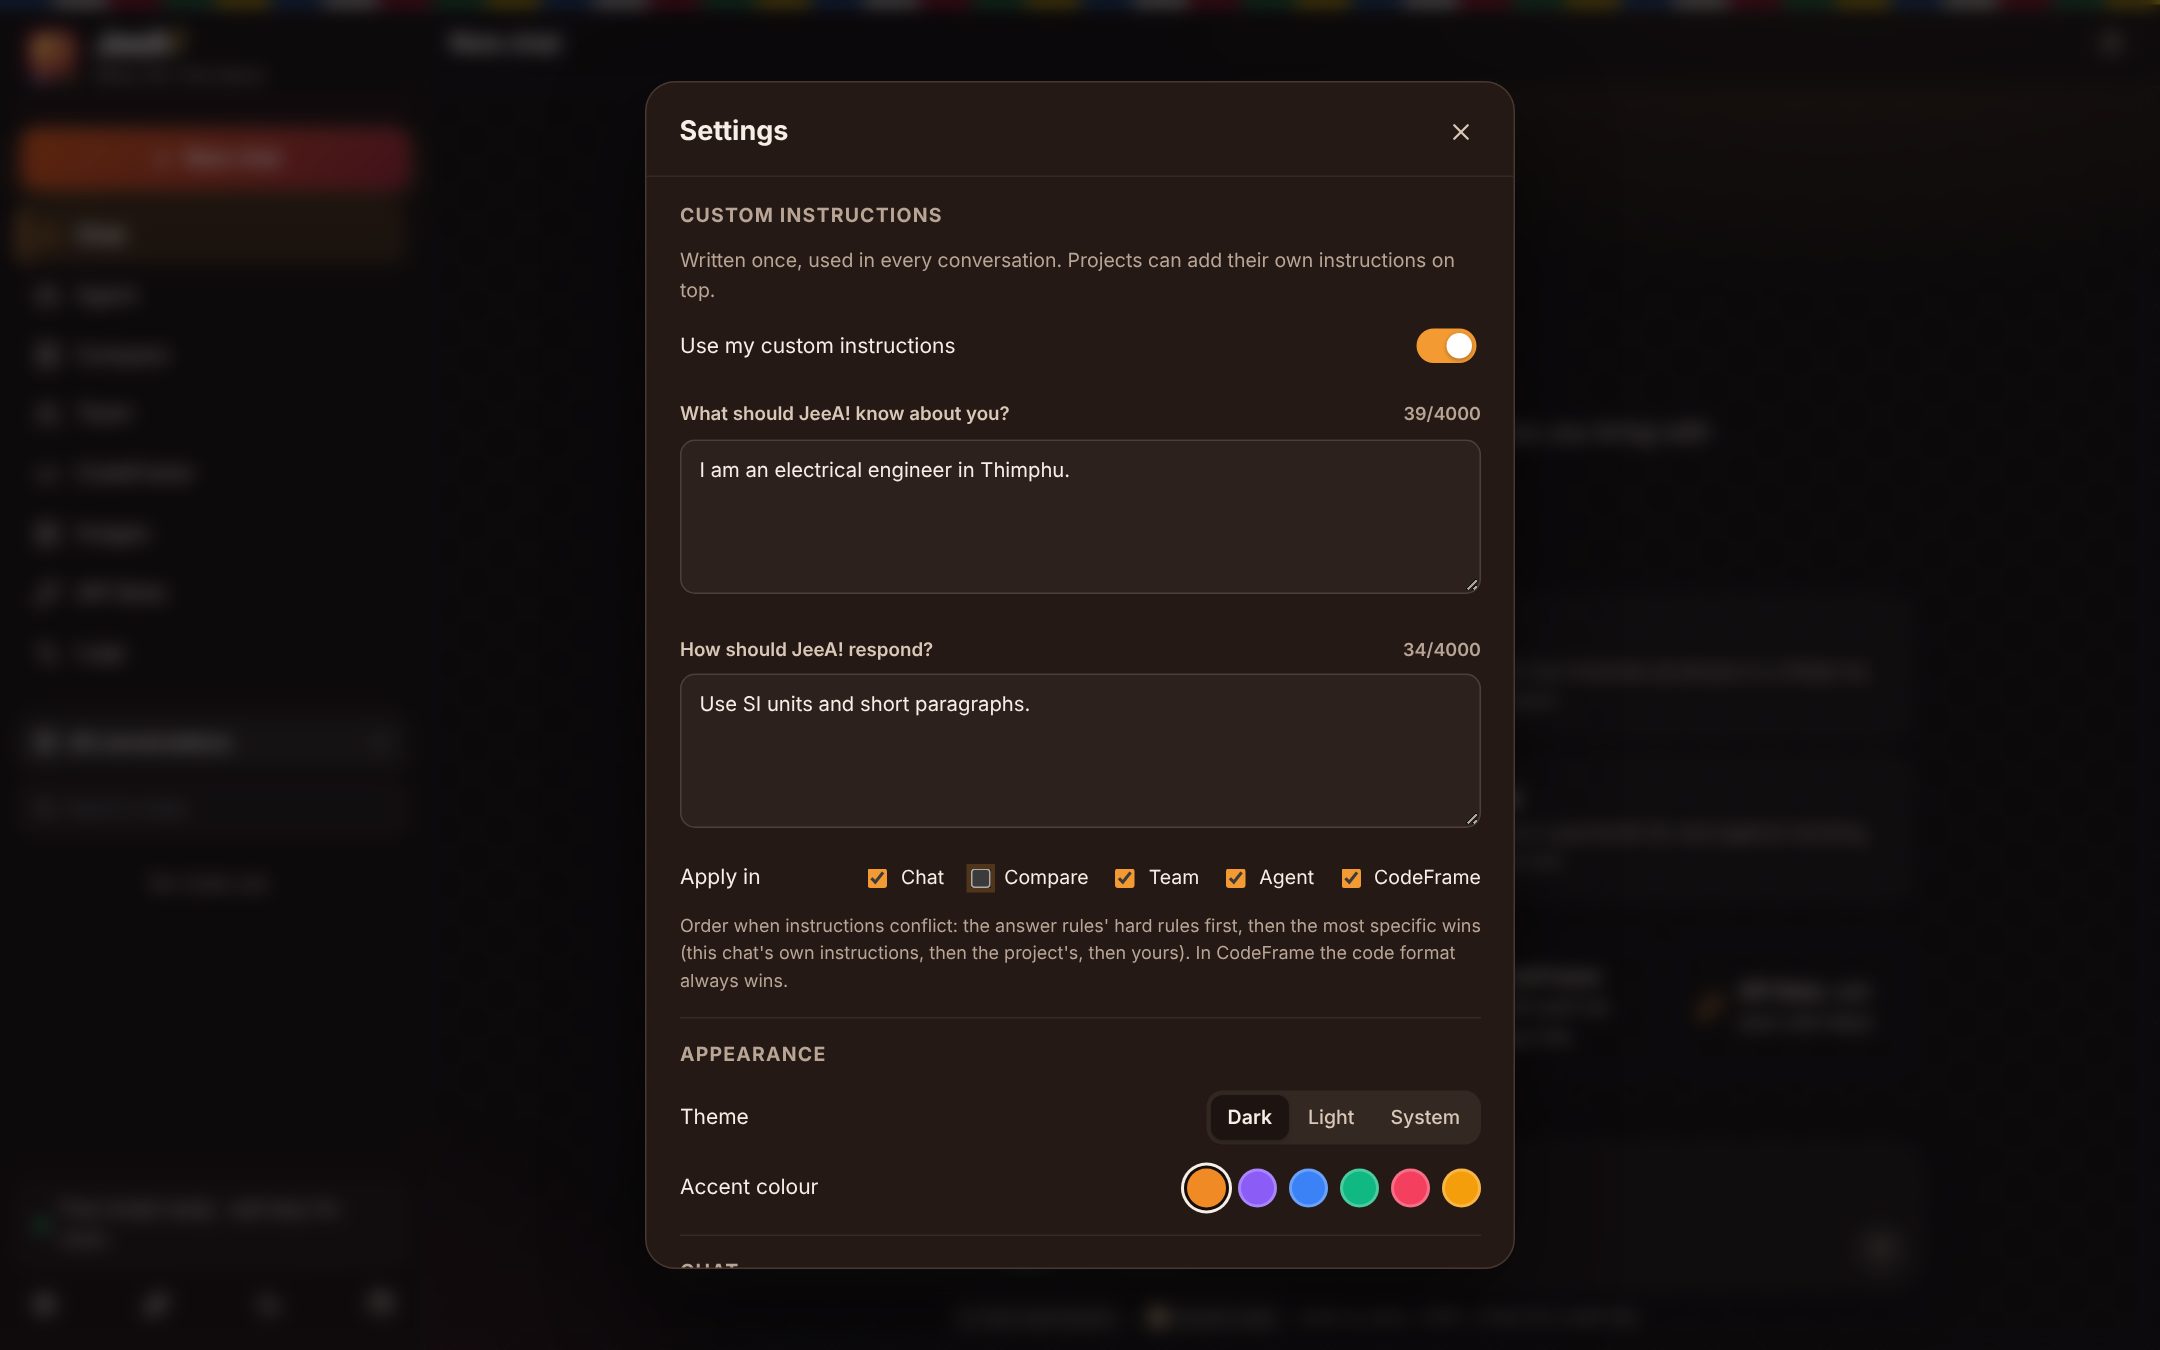 Settings
CUSTOM INSTRUCTIONS
Written once, used in every conversation. Projects can add their own instructions on
top.
Use my custom instructions
What should JeeA! know about you? 39/4000
I am an electrical engineer in Thimphu.
How should JeeA! respond? 34/4000
Use SI units and short paragraphs.
Apply in Chat Compare Team Agent CodeFrame
Order when instructions conflict: the answer rules' hard rules first, then the most specific wins
(this chat's own instructions, then the project's, then yours). In CodeFrame the code format
always wins.
APPEARANCE
Theme Dark Light System
Accent colour
CHAT